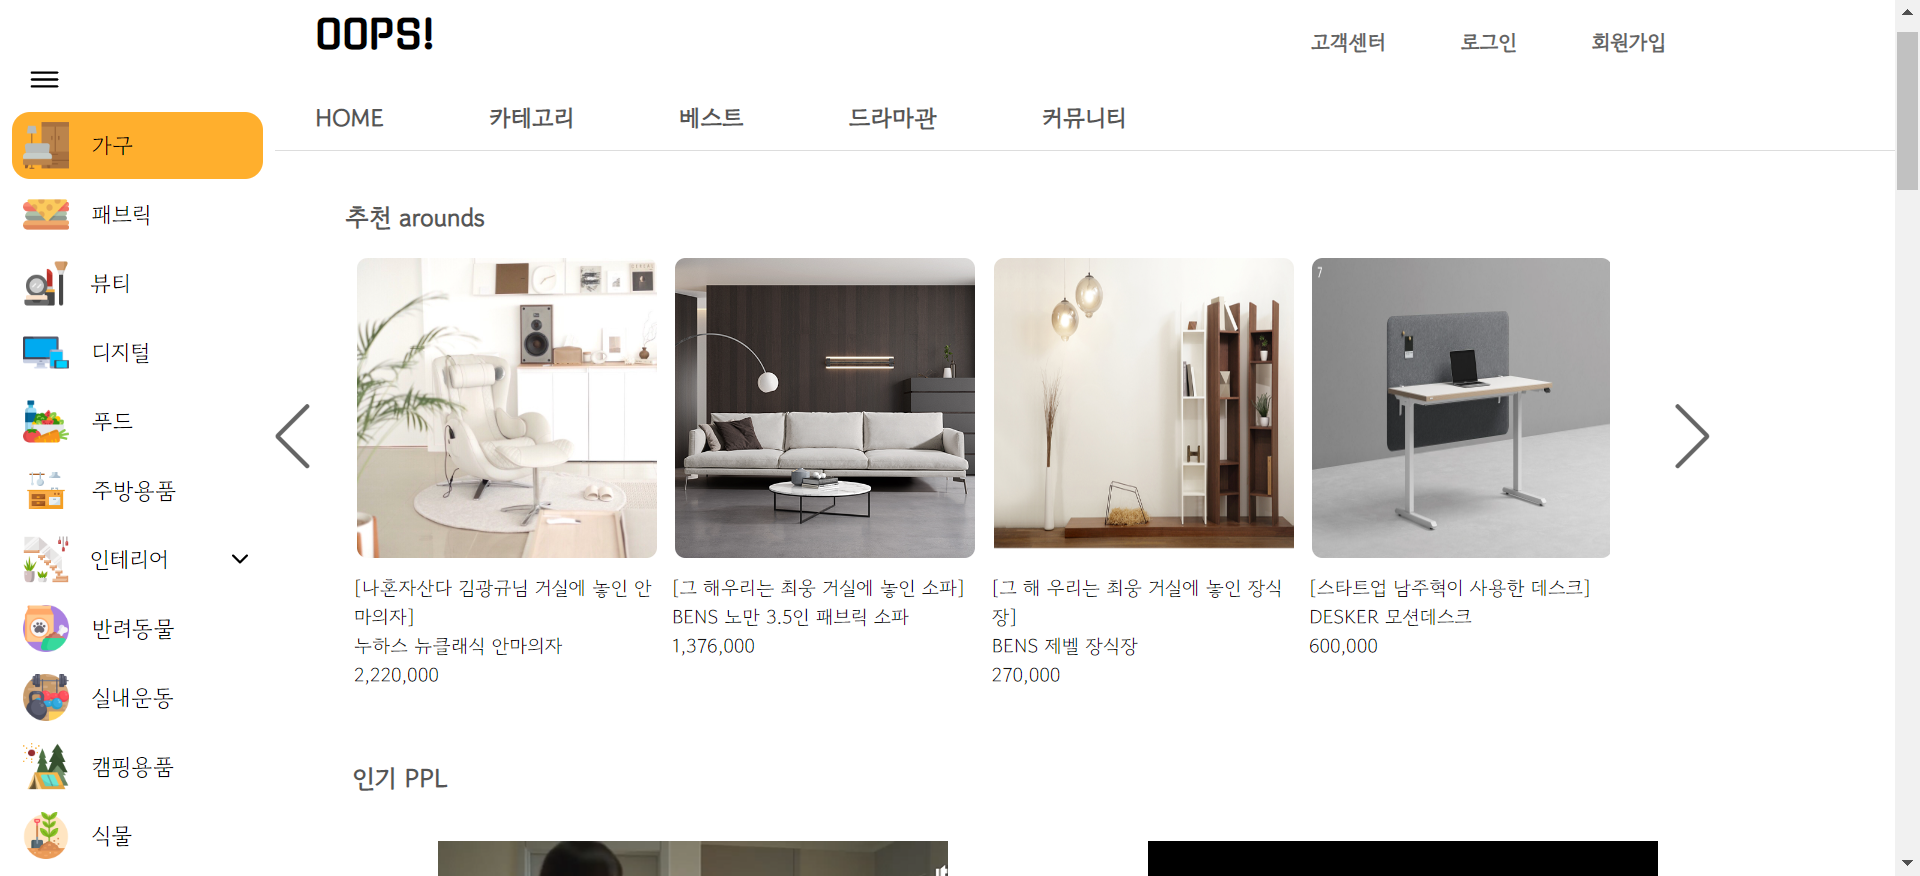 OOPS!
고객센터
로그인
회원가입
HOME
카테고리
베스트
드라마관
커뮤니티
가구
패브릭
뷰티
디지털
푸드
주방용품
인테리어
반려동물
실내운동
캠핑용품
식물
추천 arounds
7
[나혼자산다 김광규님 거실에 놓인 안
마의자]
누하스 뉴클래식 안마의자
2,220,000
[그 해우리는 최웅 거실에 놓인 소파]
BENS 노만 3.5인 패브릭 소파
1,376,000
[그 해 우리는 최웅 거실에 놓인 장식
장]
BENS 제벨 장식장
270,000
[스타트업 남주혁이 사용한 데스크]
DESKER 모션데스크
600,000
인기 PPL